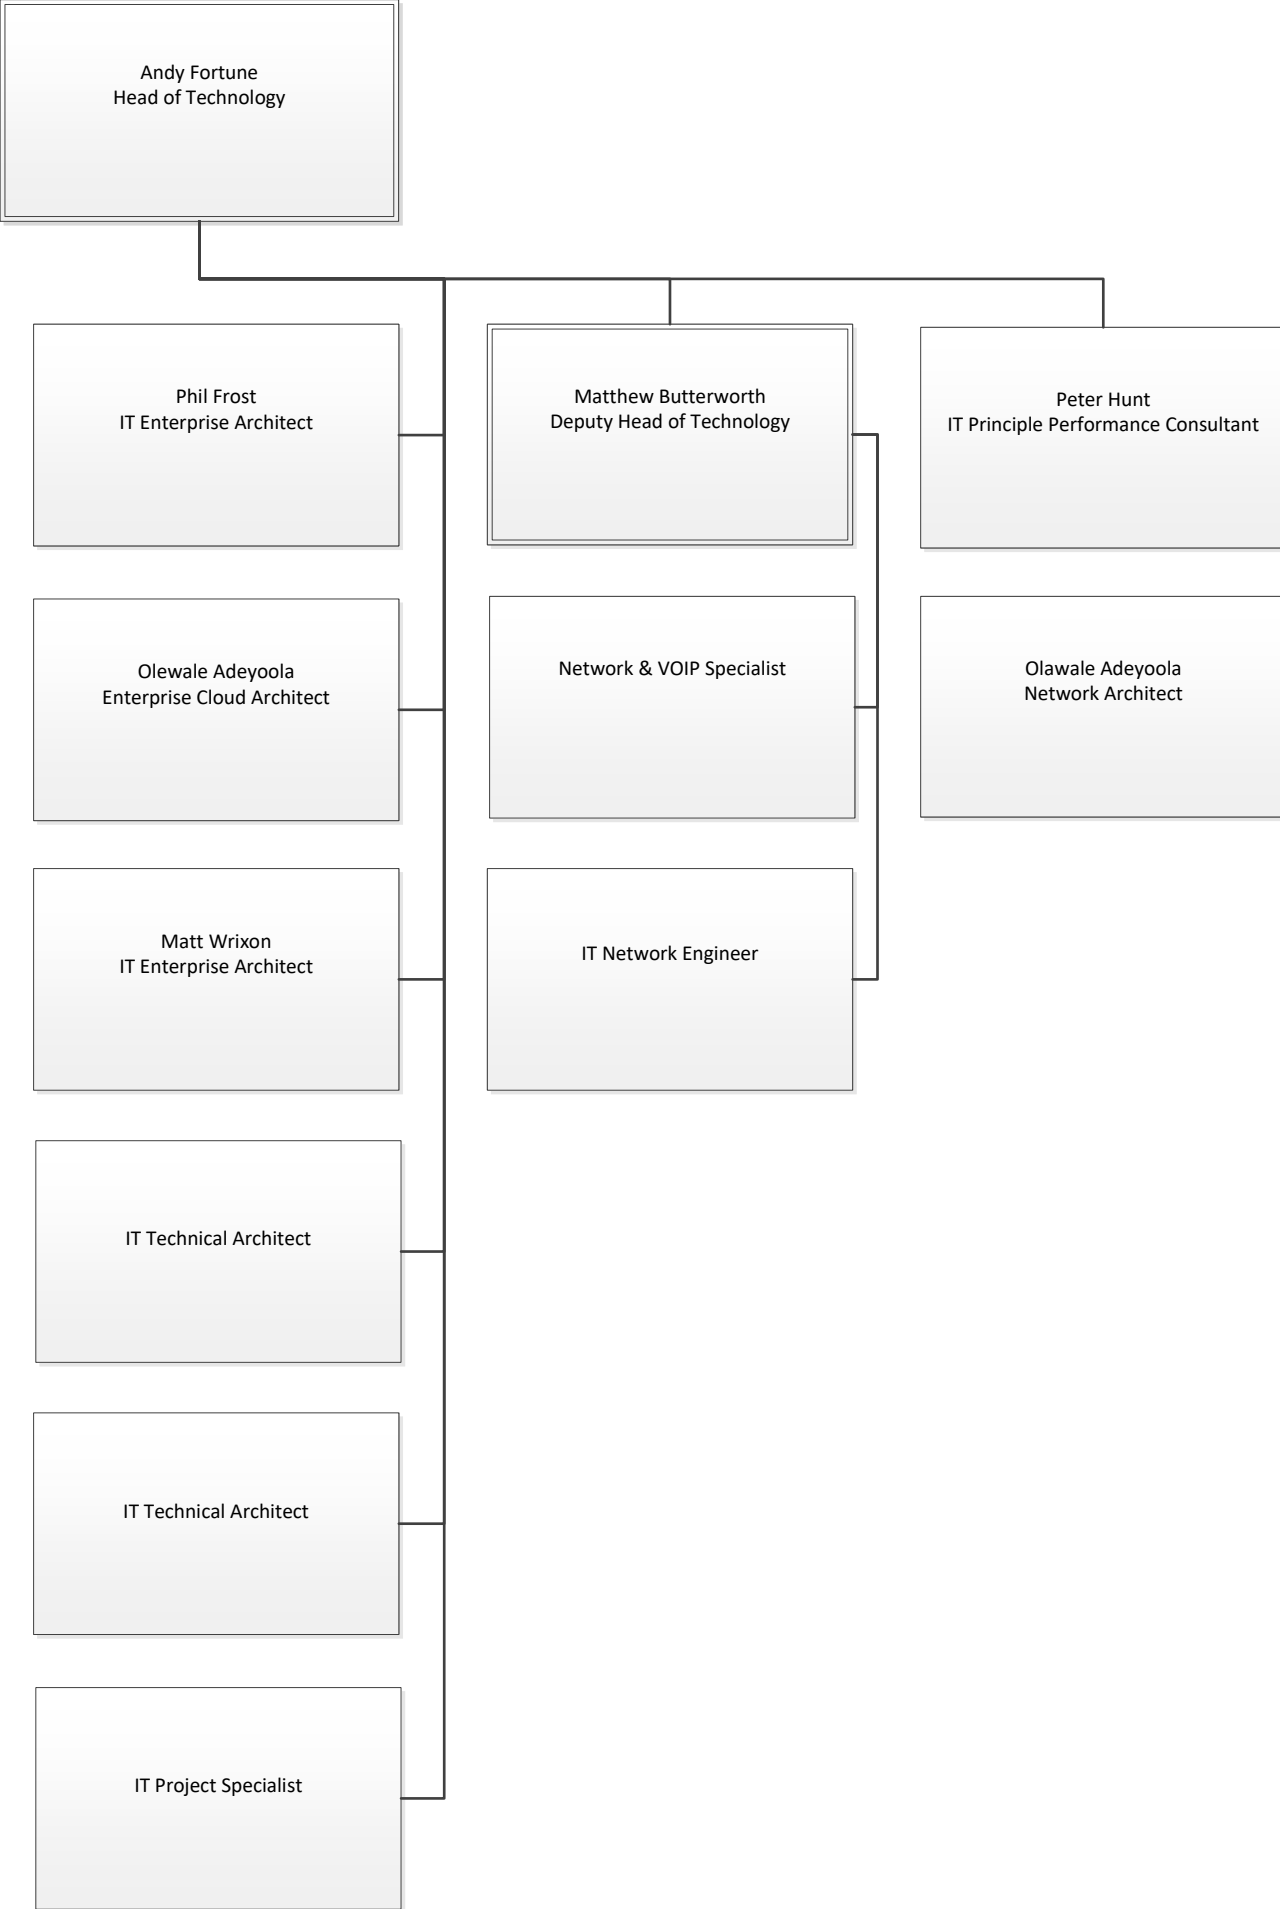 Andy Fortune
Head of Technology
Phil Frost
IT Enterprise Architect
Matthew Butterworth
Deputy Head of Technology
Peter Hunt
IT Principle Performance Consultant
Olewale Adeyoola
Enterprise Cloud Architect
Network & VOIP Specialist
Olawale Adeyoola
Network Architect
Matt Wrixon
IT Enterprise Architect
IT Network Engineer
IT Technical Architect
IT Technical Architect
IT Project Specialist